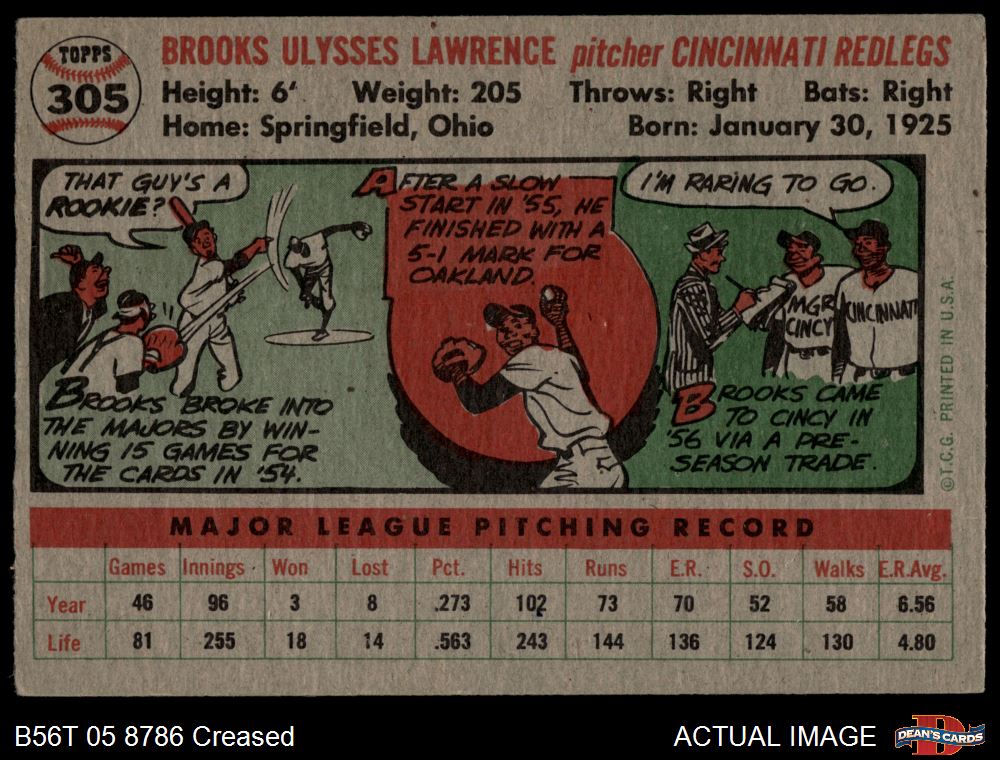 TOPPS
305
BROOKS ULYSSES LAWRENCE pitcher CINCINNATI REDLEGS
Height: 6' Weight: 205 Throws: Right Bats: Right
Home: Springfield, Ohio Born: January 30, 1925
THAT GUY'S A
ROOKIE?
BROOKS BROKE INTO
THE MAJORS BY WIN-
NING 15 GAMES FOR
THE CARDS IN '54.
AFTER A SLOW
START IN '55, HE
FINISHED WITH A
5-1 MARK FOR
OAKLAND.
I'M RARING TO GO.
MGR
CINCY
CINCINNATI
BROOKS CAME
TO CINCY IN
'56 VIA A PRE-
SEASON TRADE.
©T.C.G. PRINTED IN U.S.A.
MAJOR LEAGUE PITCHING RECORD
Games Innings Won Lost Pct. Hits Runs E.R. S.O. Walks E.R.Avg.
Year 46 96 3 8 .273 102 73 70 52 58 6.56
Life 81 255 18 14 .563 243 144 136 124 130 4.80
B56T 05 8786 Creased
ACTUAL IMAGE
DEAN'S CARDS